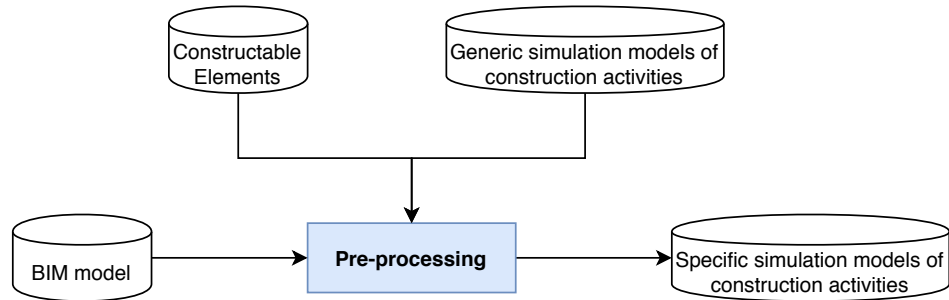 Constructable
Elements
Generic simulation models of
construction activities
BIM model
Pre-processing
Specific simulation models of
construction activities